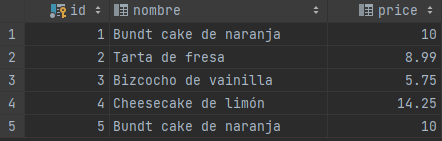 id nombre price
1 1 Bundt cake de naranja 10
2 2 Tarta de fresa 8.99
3 3 Bizcocho de vainilla 5.75
4 4 Cheesecake de limón 14.25
5 5 Bundt cake de naranja 10